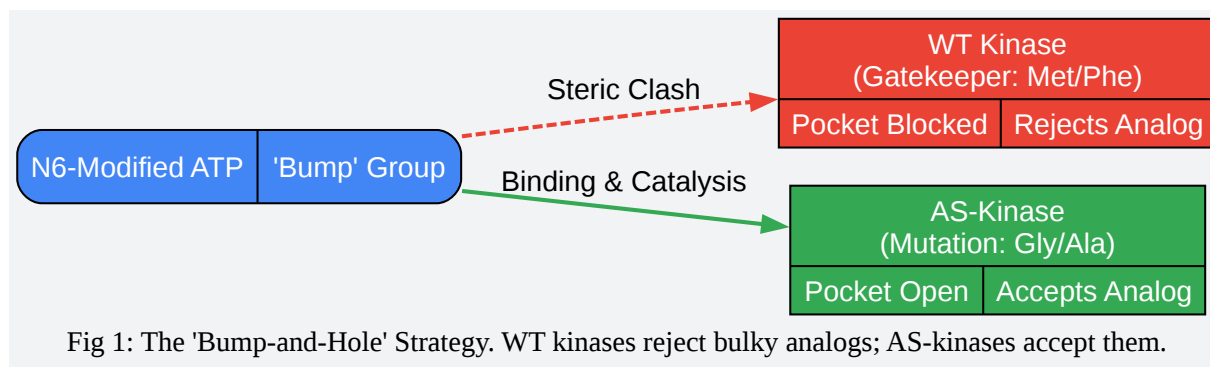 WT Kinase
(Gatekeeper: Met/Phe)
Pocket Blocked
Rejects Analog
Steric Clash
N6-Modified ATP
'Bump' Group
Binding & Catalysis
AS-Kinase
(Mutation: Gly/Ala)
Pocket Open
Accepts Analog
Fig 1: The 'Bump-and-Hole' Strategy. WT kinases reject bulky analogs; AS-kinases accept them.